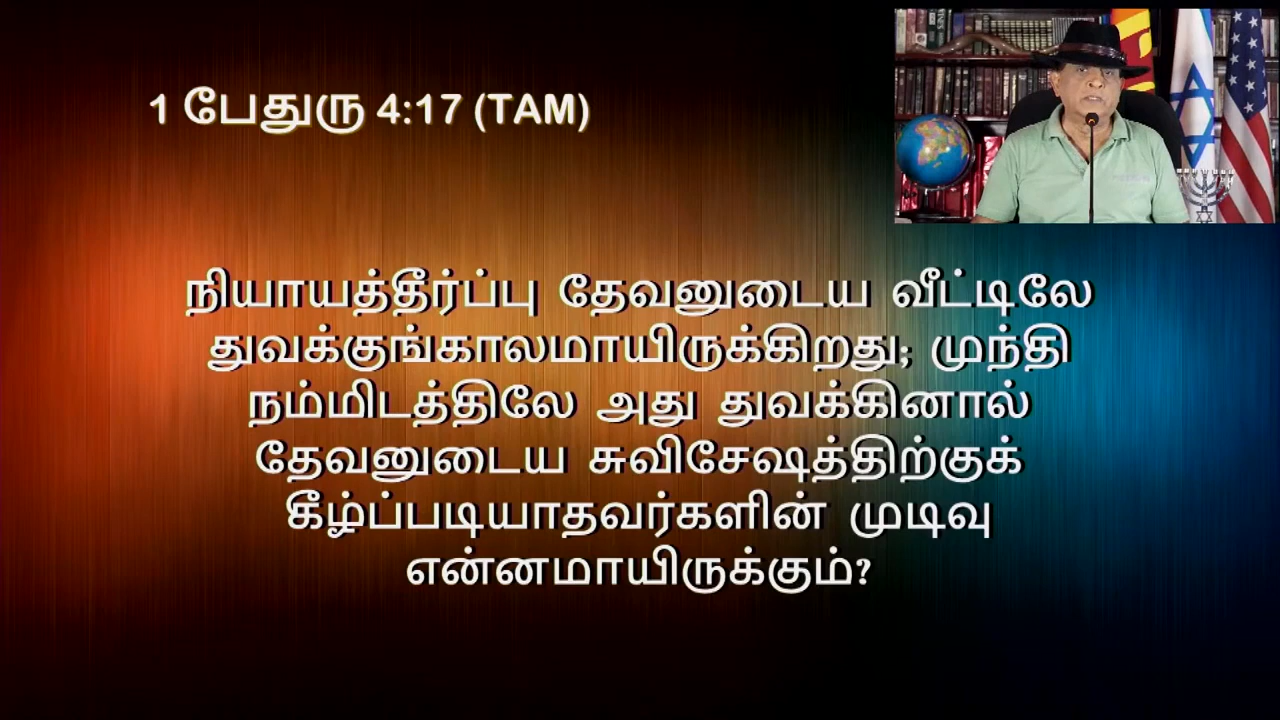 1 பேதுரு 4:17 (TAM)
நியாயத்தீர்ப்பு தேவனுடைய வீட்டிலே
துவக்குங்காலமாயிருக்கிறது; முந்தி
நம்மிடத்திலே அது துவக்கினால்
தேவனுடைய சுவிசேஷத்திற்குக்
கீழ்ப்படியாதவர்களின் முடிவு
என்னமாயிருக்கும்?